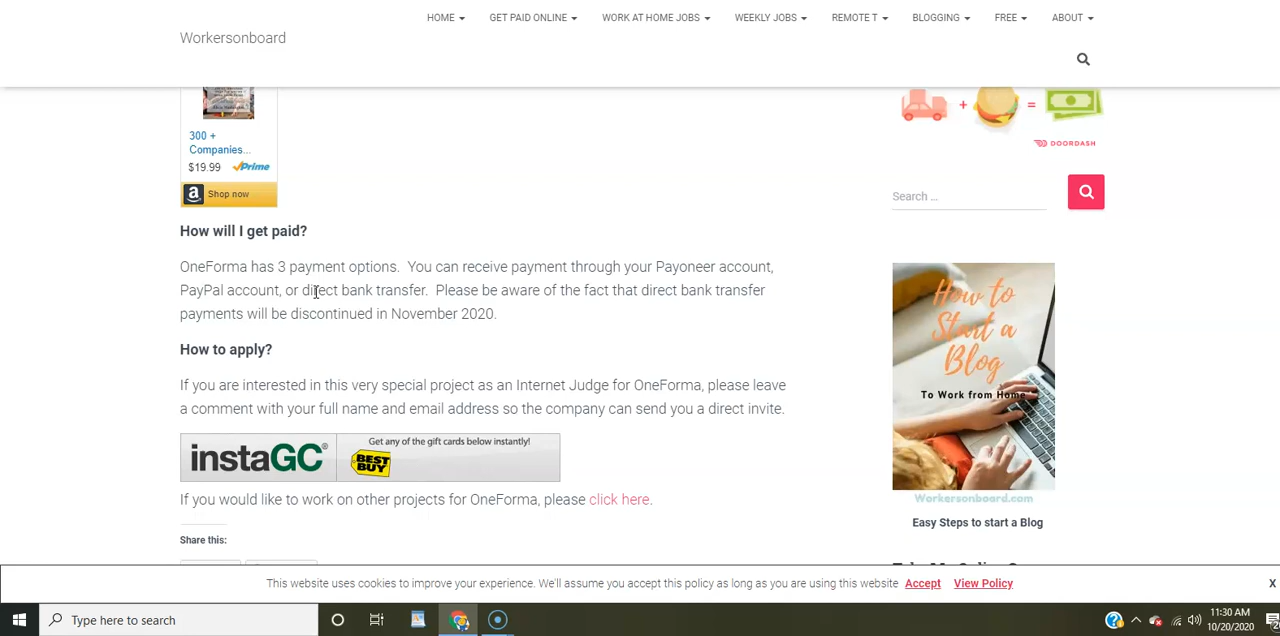 HOME GET PAID ONLINE WORK AT HOME JOBS WEEKLY JOBS REMOTE T BLOGGING FREE ABOUT
Workersonboard
300 +
Companies...
$19.99 Prime
a Shop now
DOORDASH
Search ...
How will I get paid?
OneForma has 3 payment options. You can receive payment through your Payoneer account,
PayPal account, or direct bank transfer. Please be aware of the fact that direct bank transfer
payments will be discontinued in November 2020.
How to apply?
If you are interested in this very special project as an Internet Judge for OneForma, please leave
a comment with your full name and email address so the company can send you a direct invite.
instaGC® Get any of the gift cards below instantly!
BEST
BUY
If you would like to work on other projects for OneForma, please click here.
Share this:
How to
Start a
Blog
To Work from Home
Workersonboard.com
Easy Steps to start a Blog
This website uses cookies to improve your experience. We'll assume you accept this policy as long as you are using this website Accept View Policy X
Type here to search
11:30 AM
10/20/2020